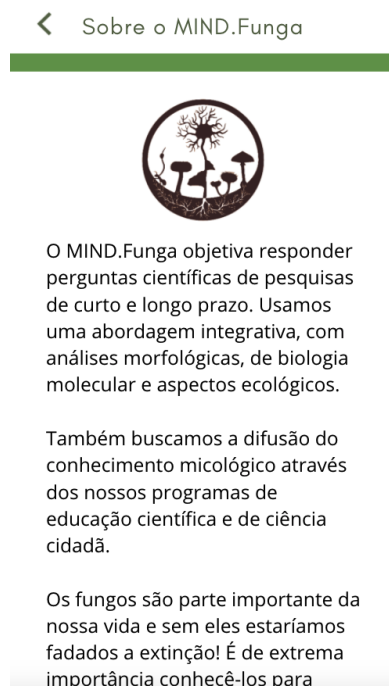 Sobre o MIND.Funga
O MIND.Funga objetiva responder
perguntas científicas de pesquisas
de curto e longo prazo. Usamos
uma abordagem integrativa, com
análises morfológicas, de biologia
molecular e aspectos ecológicos.
Também buscamos a difusão do
conhecimento micológico através
dos nossos programas de
educação científica e de ciência
cidadã.
Os fungos são parte importante da
nossa vida e sem eles estaríamos
fadados a extinção! É de extrema
importância conhecê-los para